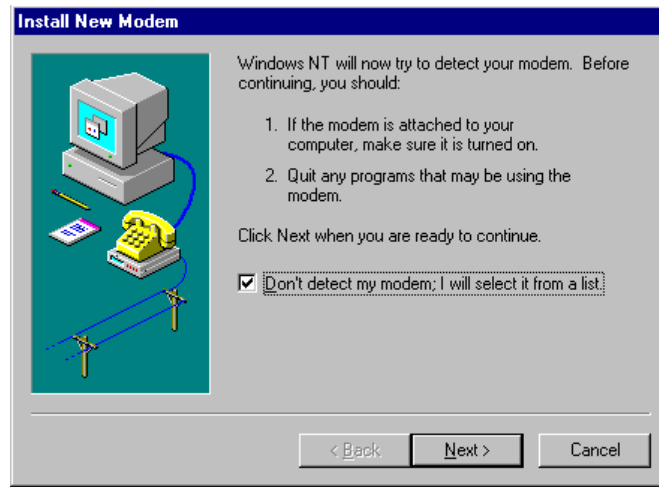 Install New Modem
Windows NT will now try to detect your modem. Before
continuing, you should:
1. If the modem is attached to your
computer, make sure it is turned on.
2. Quit any programs that may be using the
modem.
Click Next when you are ready to continue.
Don't detect my modem; I will select it from a list.
< Back
Next >
Cancel